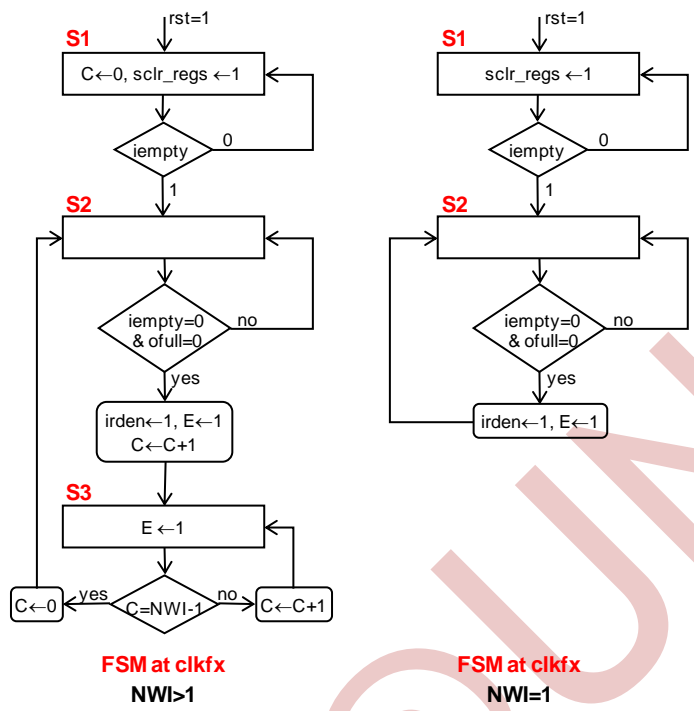 rst=1
S1
C←0, sclr_regs ←1
iempty
0
1
S2
iempty=0
& ofull=0
no
yes
irden←1, E←1
C←C+1
S3
E ←1
C=NWI-1
yes
no
C←0
C←C+1
FSM at clkfx
NWI>1
rst=1
S1
sclr_regs ←1
iempty
0
1
S2
iempty=0
& ofull=0
no
yes
irden←1, E←1
FSM at clkfx
NWI=1